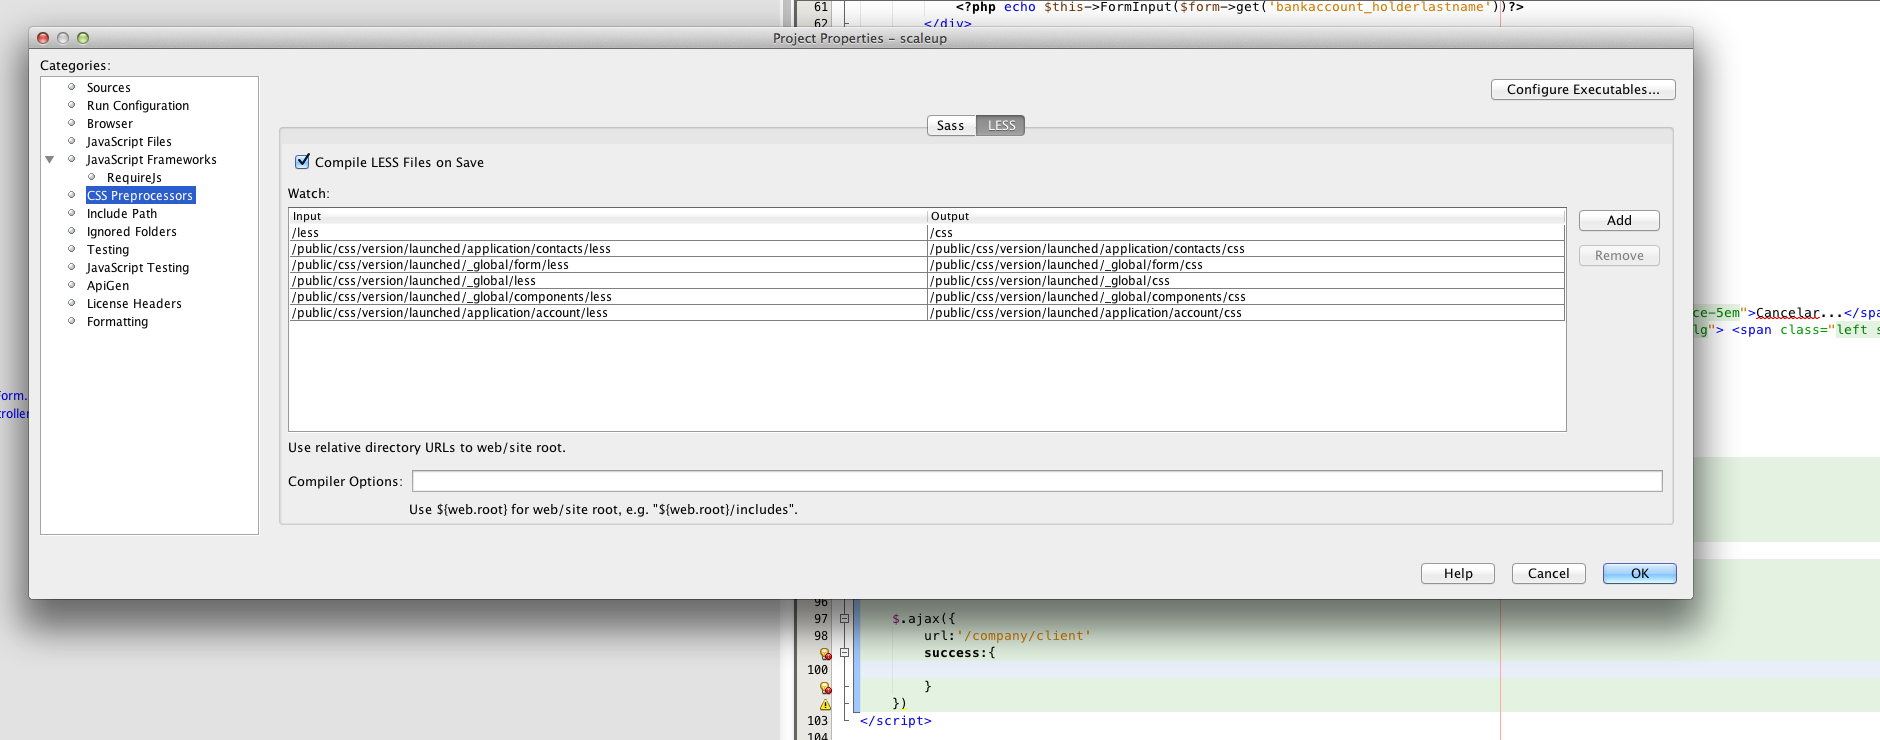 61 <?php echo $this->FormInput($form->get('bankaccount_holderlastname'))?>
62 </div>
Project Properties – scaleup
Categories:
Sources
Run Configuration
Browser
JavaScript Files
JavaScript Frameworks
RequireJs
CSS Preprocessors
Include Path
Ignored Folders
Testing
JavaScript Testing
ApiGen
License Headers
Formatting
Configure Executables...
Sass LESS
Compile LESS Files on Save
Watch:
Input Output
/less /css
/public/css/version/launched/application/contacts/less /public/css/version/launched/application/contacts/css
/public/css/version/launched/_global/form/less /public/css/version/launched/_global/form/css
/public/css/version/launched/_global/less /public/css/version/launched/_global/css
/public/css/version/launched/_global/components/less /public/css/version/launched/_global/components/css
/public/css/version/launched/application/account/less /public/css/version/launched/application/account/css
Add
Remove
Use relative directory URLs to web/site root.
Compiler Options:
Use ${web.root} for web/site root, e.g. "${web.root}/includes".
Help Cancel OK
ce-5em">Cancelar...</spa
lg"> <span class="left s
Form.
troller
96
97 $.ajax({
98 url:'/company/client'
success:{
100
}
})
103 </script>
104